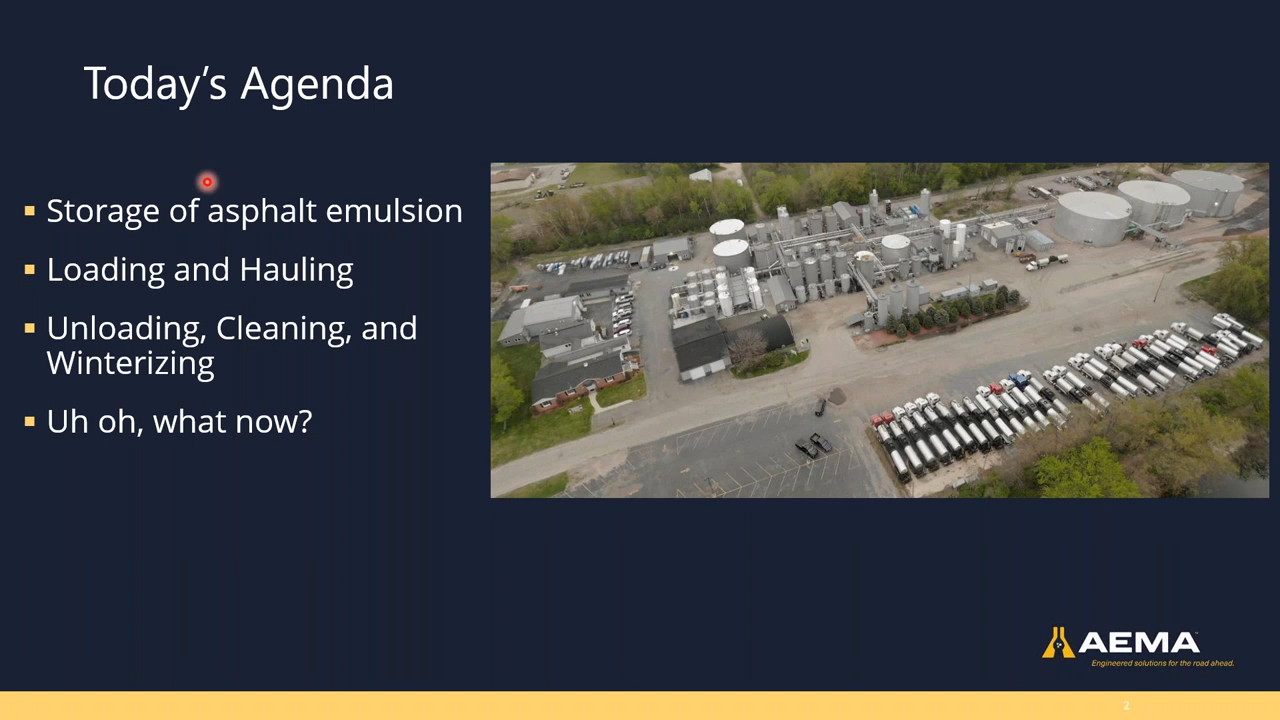 Today’s Agenda
Storage of asphalt emulsion
Loading and Hauling
Unloading, Cleaning, and
Winterizing
Uh oh, what now?
AEMA
Engineered solutions for the road ahead.
2